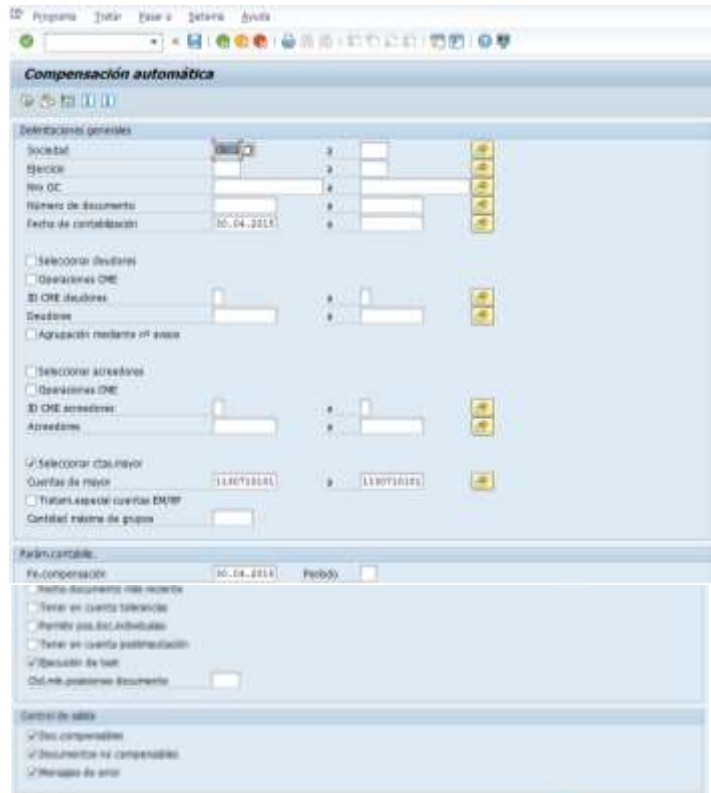 Programa Tratar Pasar a Sistema Ayuda
Compensación automática
Delimitaciones generales
Sociedad a
Ejercicio a
Nro OC a
Número de documento a
Fecha de contabilización 30.04.2015 a
Seleccionar deudores
Operaciones CME
ID CME deudores a
Deudores a
Agrupación mediante nº avisos
Seleccionar acreedores
Operaciones CME
ID CME acreedores a
Acreedores a
Seleccionar ctas.mayor
Cuentas de mayor 1130710101 a 1130710101
Tratam.especial cuentas EM/RF
Cantidad máxima de grupos
Parám.contabiliz.
Fe.compensación 30.04.2015 Período
Fecha documento más reciente
Tener en cuenta tolerancias
Permitir pos.doc.individuales
Tener en cuenta
Ejecución de test
Ctd.mín.posiciones documento
Control de salida
Doc.compensables
Documentos no compensables
Mensajes de error